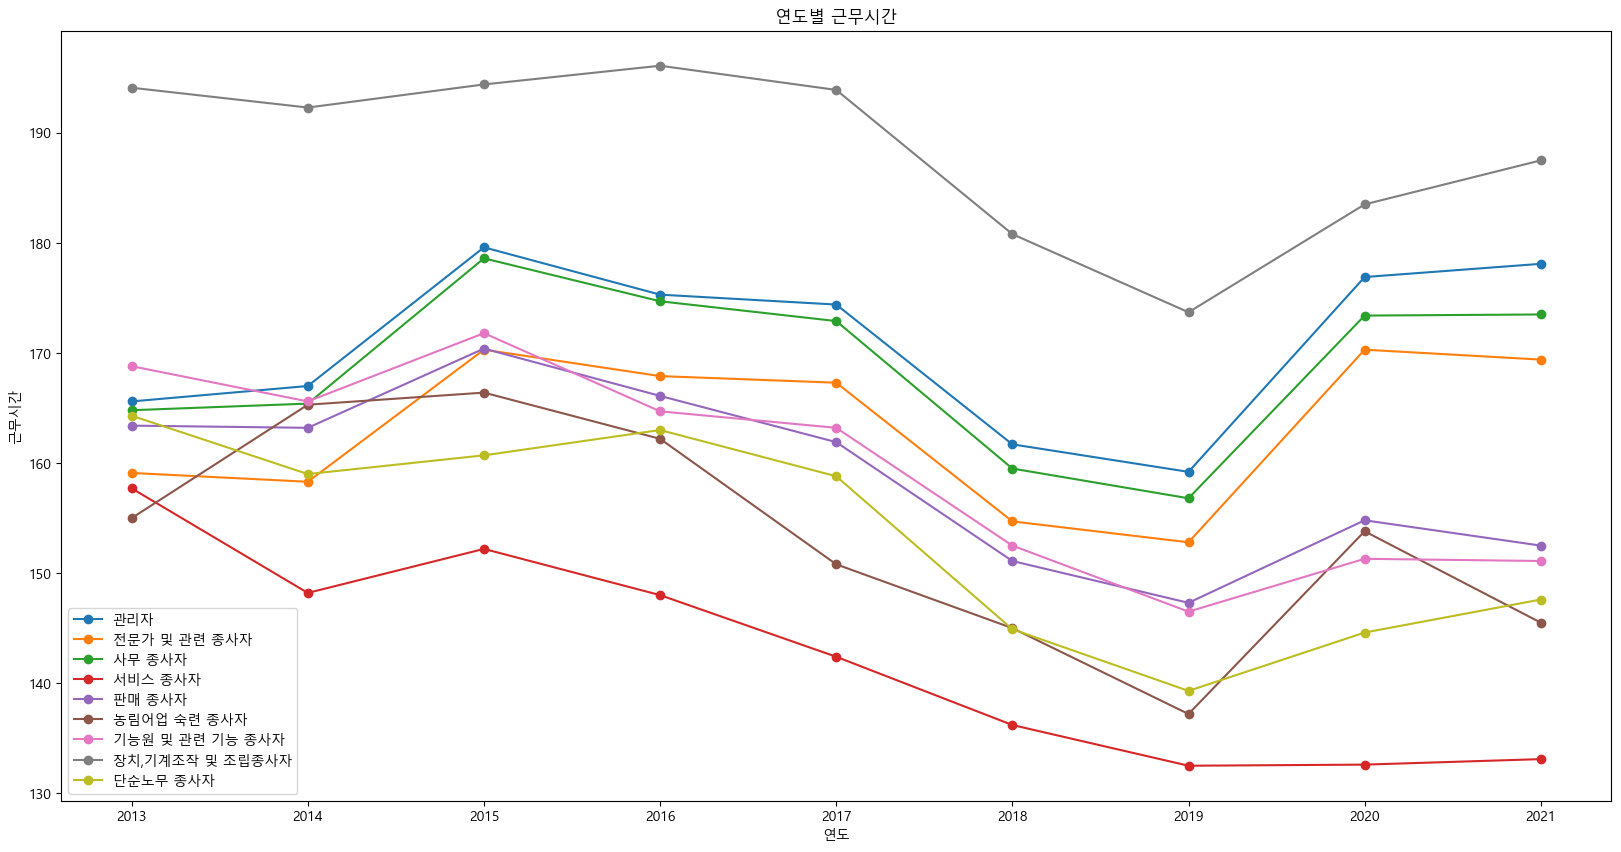 연도별 근무시간
근무시간
190
180
170
160
150
140
130
관리자
전문가 및 관련 종사자
사무 종사자
서비스 종사자
판매 종사자
농림어업 숙련 종사자
기능원 및 관련 기능 종사자
장치,기계조작 및 조립종사자
단순노무 종사자
2013 2014 2015 2016 2017 2018 2019 2020 2021
연도